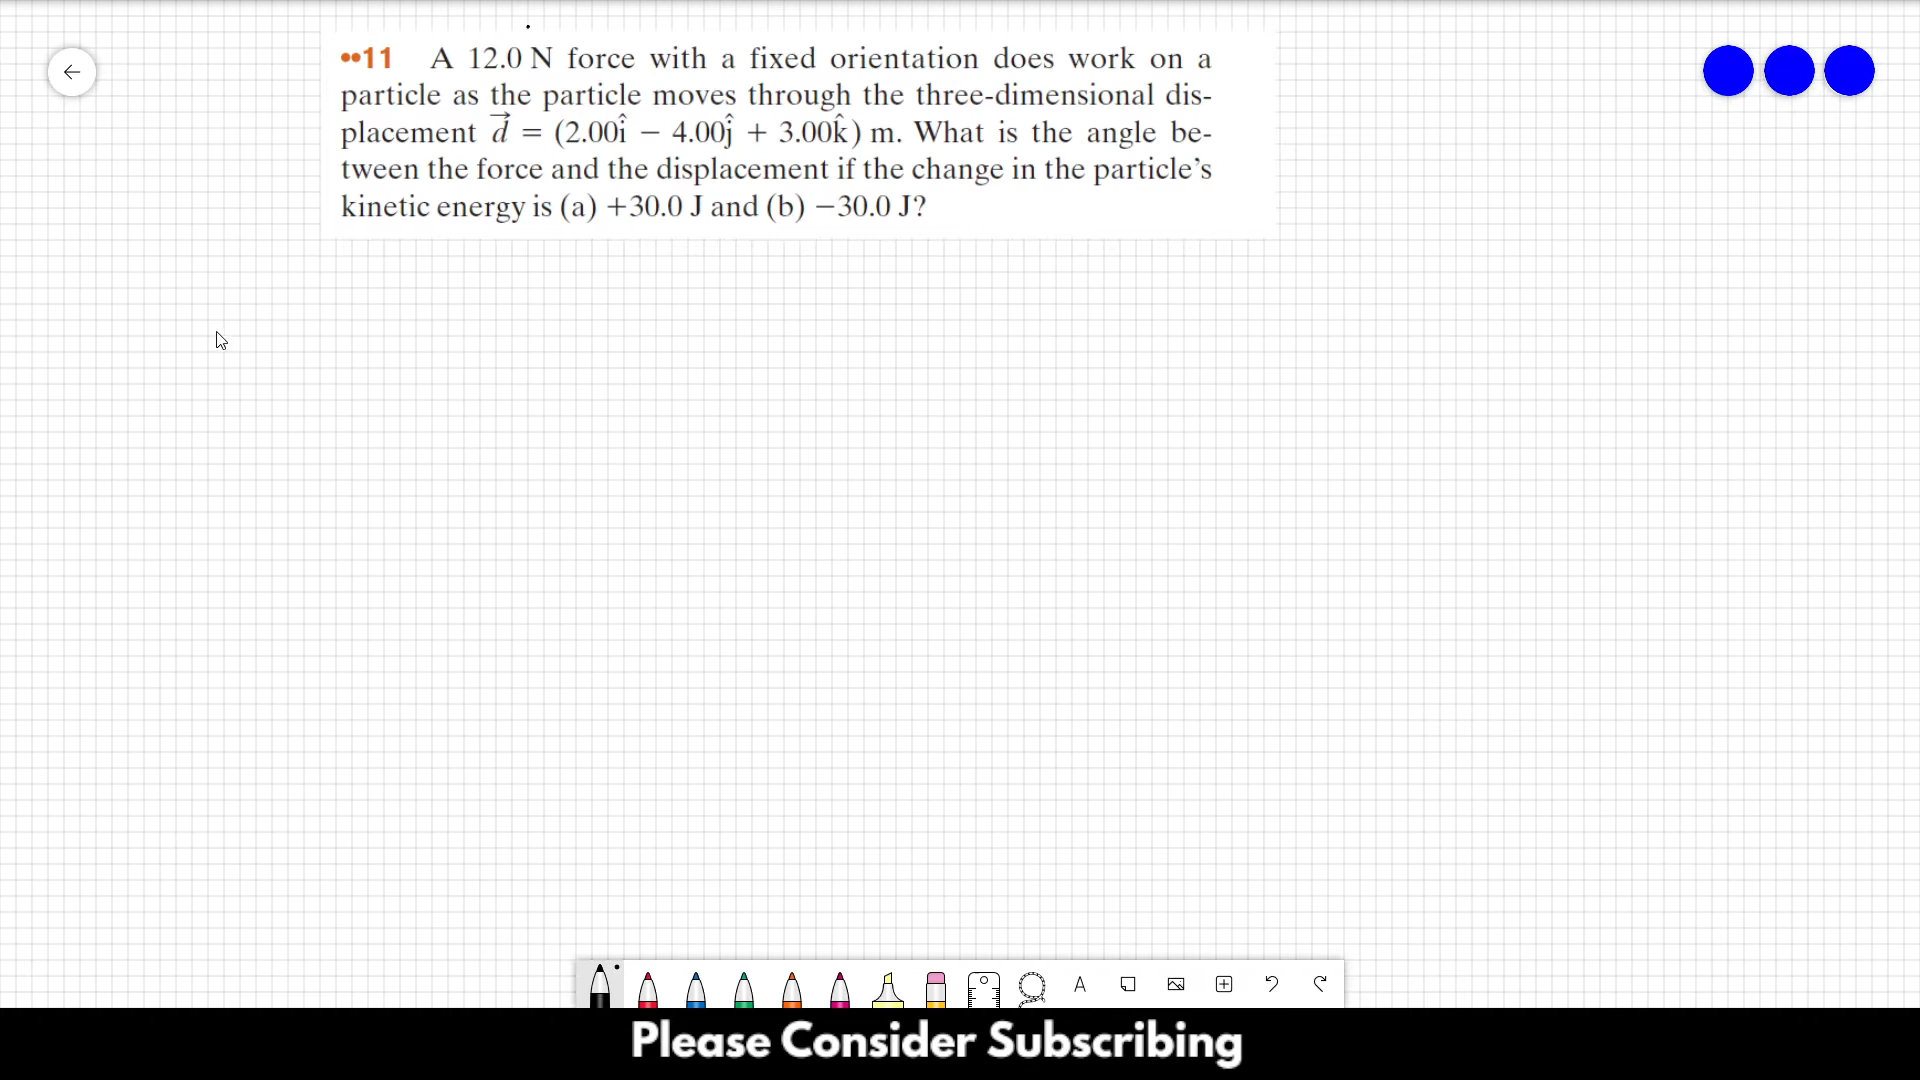 ••11 A 12.0 N force with a fixed orientation does work on a
particle as the particle moves through the three-dimensional dis-
placement d⃗ = (2.00î − 4.00ĵ + 3.00k̂) m. What is the angle be-
tween the force and the displacement if the change in the particle’s
kinetic energy is (a) +30.0 J and (b) −30.0 J?
A
Please Consider Subscribing